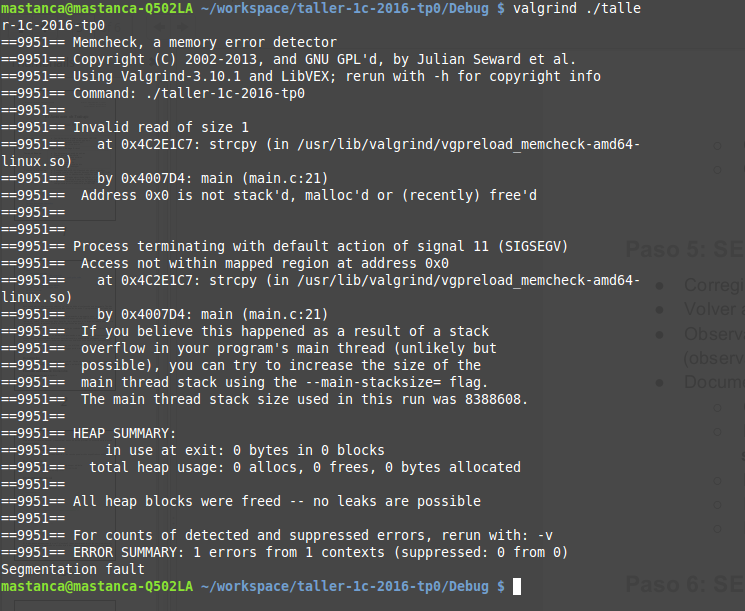 mastanca@mastanca-Q502LA ~/workspace/taller-1c-2016-tp0/Debug $ valgrind ./talle
r-1c-2016-tp0
==9951== Memcheck, a memory error detector
==9951== Copyright (C) 2002-2013, and GNU GPL'd, by Julian Seward et al.
==9951== Using Valgrind-3.10.1 and LibVEX; rerun with -h for copyright info
==9951== Command: ./taller-1c-2016-tp0
==9951==
==9951== Invalid read of size 1
==9951==    at 0x4C2E1C7: strcpy (in /usr/lib/valgrind/vgpreload_memcheck-amd64-
linux.so)
==9951==    by 0x4007D4: main (main.c:21)
==9951==  Address 0x0 is not stack'd, malloc'd or (recently) free'd
==9951==
==9951==
==9951== Process terminating with default action of signal 11 (SIGSEGV)
==9951==  Access not within mapped region at address 0x0
==9951==    at 0x4C2E1C7: strcpy (in /usr/lib/valgrind/vgpreload_memcheck-amd64-
linux.so)
==9951==    by 0x4007D4: main (main.c:21)
==9951==  If you believe this happened as a result of a stack
==9951==  overflow in your program's main thread (unlikely but
==9951==  possible), you can try to increase the size of the
==9951==  main thread stack using the --main-stacksize= flag.
==9951==  The main thread stack size used in this run was 8388608.
==9951==
==9951== HEAP SUMMARY:
==9951==     in use at exit: 0 bytes in 0 blocks
==9951==   total heap usage: 0 allocs, 0 frees, 0 bytes allocated
==9951==
==9951== All heap blocks were freed -- no leaks are possible
==9951==
==9951== For counts of detected and suppressed errors, rerun with: -v
==9951== ERROR SUMMARY: 1 errors from 1 contexts (suppressed: 0 from 0)
Segmentation fault
mastanca@mastanca-Q502LA ~/workspace/taller-1c-2016-tp0/Debug $
Paso 5: SE
Corregi
Volver a
Observa
(observ
Docume
Paso 6: SE